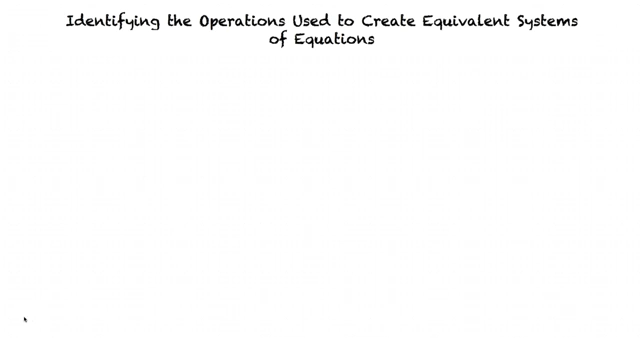 Identifying the Operations Used to Create Equivalent Systems
of Equations